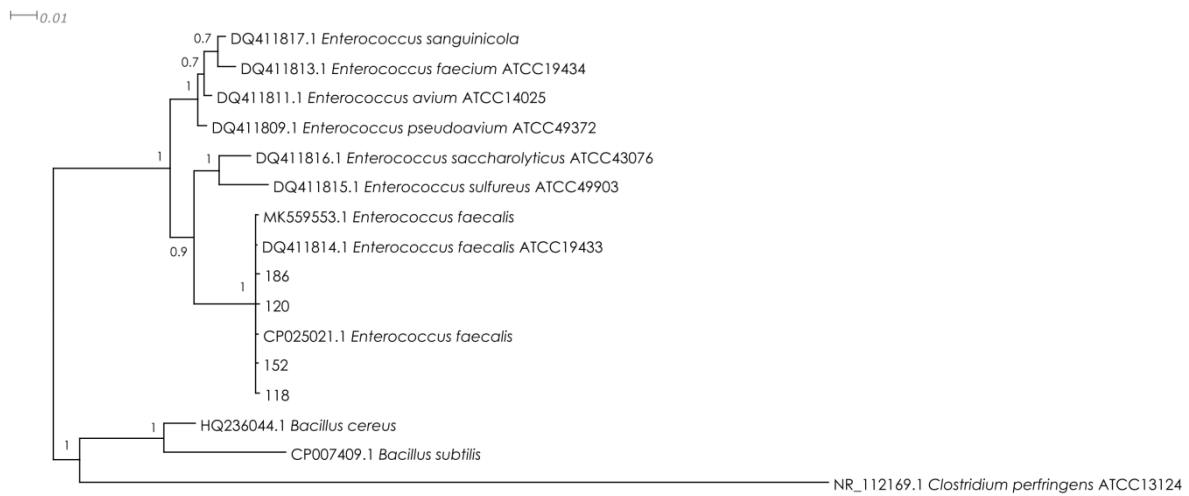 0.01
0.7
DQ411817.1 Enterococcus sanguinicola
0.7
DQ411813.1 Enterococcus faecium ATCC19434
1
DQ411811.1 Enterococcus avium ATCC14025
DQ411809.1 Enterococcus pseudoavium ATCC49372
1
1
DQ411816.1 Enterococcus saccharolyticus ATCC43076
DQ411815.1 Enterococcus sulfureus ATCC49903
MK559553.1 Enterococcus faecalis
0.9
DQ411814.1 Enterococcus faecalis ATCC19433
186
1
120
CP025021.1 Enterococcus faecalis
152
118
1
HQ236044.1 Bacillus cereus
1
CP007409.1 Bacillus subtilis
NR_112169.1 Clostridium perfringens ATCC13124